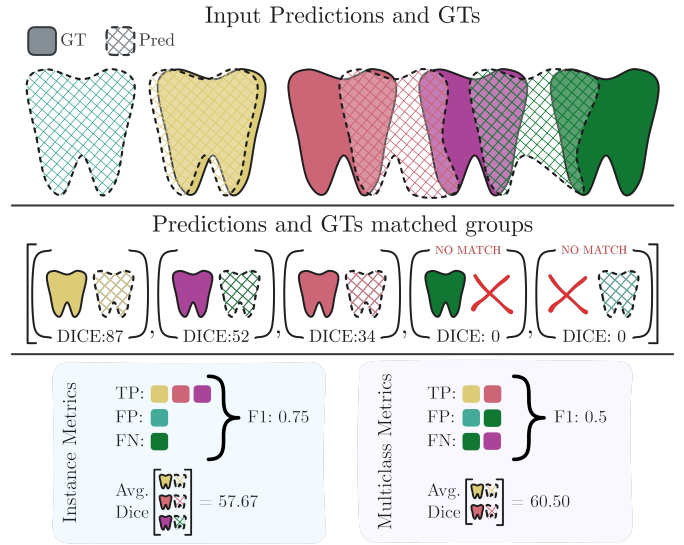 Input Predictions and GTs
GT
Pred
Predictions and GTs matched groups
NO MATCH
NO MATCH
DICE:87
,
DICE:52
,
DICE:34
,
DICE: 0
,
DICE: 0
Instance Metrics
TP:
FP:
FN:
F1: 0.75
Avg.
Dice
= 57.67
Multiclass Metrics
TP:
FP:
FN:
F1: 0.5
Avg.
Dice
= 60.50